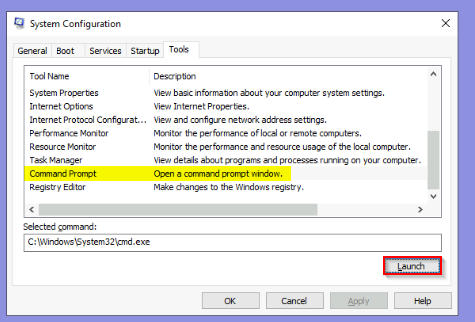 System Configuration
General Boot Services Startup Tools
Tool Name Description
System Properties View basic information about your computer system settings.
Internet Options View Internet Properties.
Internet Protocol Configurat... View and configure network address settings.
Performance Monitor Monitor the performance of local or remote computers.
Resource Monitor Monitor the performance and resource usage of the local computer.
Task Manager View details about programs and processes running on your computer.
Command Prompt Open a command prompt window.
Registry Editor Make changes to the Windows registry.
Selected command:
C:\Windows\System32\cmd.exe
Launch
OK Cancel Apply Help